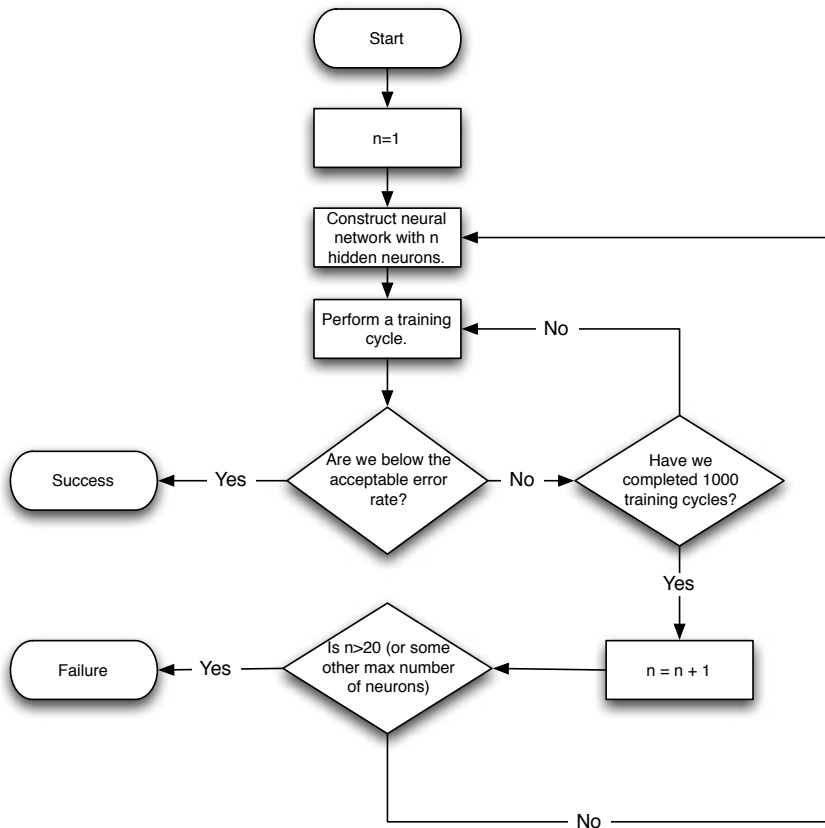 Start
n=1
Construct neural
network with n
hidden neurons.
Perform a training
cycle.
No
Are we below the
acceptable error
rate?
Yes
Success
No
Have we
completed 1000
training cycles?
Yes
n = n + 1
Is n>20 (or some
other max number
of neurons)
Yes
Failure
No